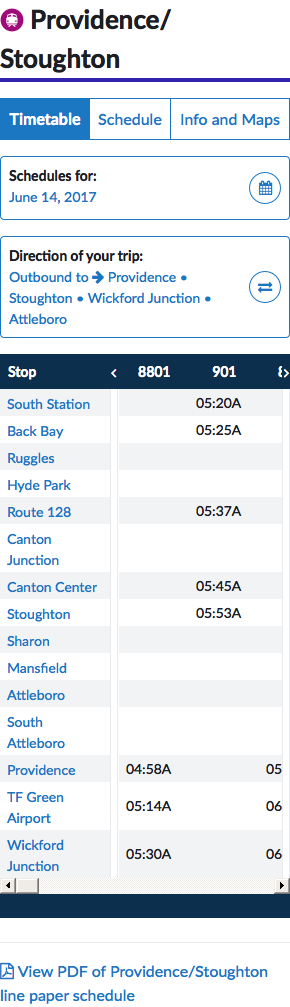 Providence/
Stoughton
Timetable Schedule Info and Maps
Schedules for:
June 14, 2017
Direction of your trip:
Outbound to → Providence •
Stoughton • Wickford Junction •
Attleboro
Stop ‹ 8801 901 ›
South Station 05:20A
Back Bay 05:25A
Ruggles
Hyde Park
Route 128 05:37A
Canton
Junction
Canton Center 05:45A
Stoughton 05:53A
Sharon
Mansfield
Attleboro
South
Attleboro
Providence 04:58A 05
TF Green
Airport 05:14A 06
Wickford
Junction 05:30A 06
View PDF of Providence/Stoughton
line paper schedule